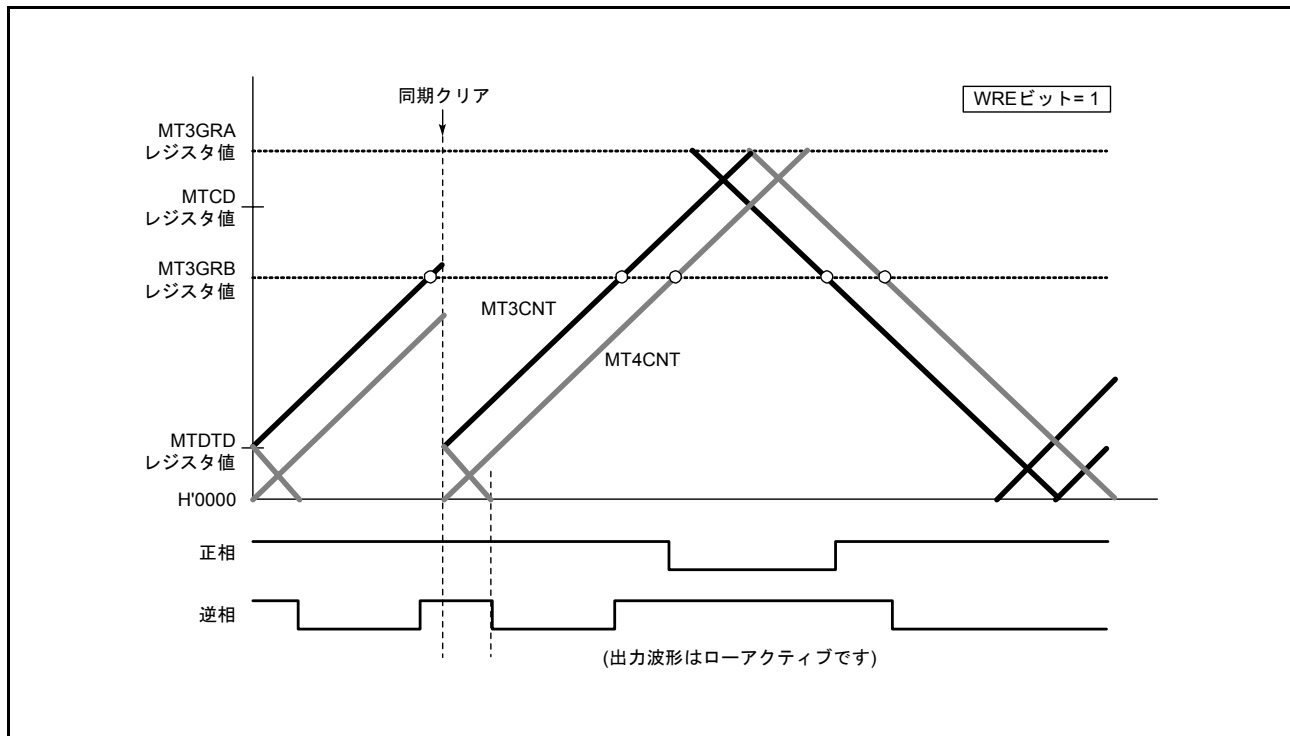 同期クリア
WREビット= 1
MT3GRA
レジスタ値
MTCD
レジスタ値
MT3GRB
レジスタ値
MT3CNT
MT4CNT
MTDTD
レジスタ値
H'0000
正相
逆相
(出力波形はローアクティブです)